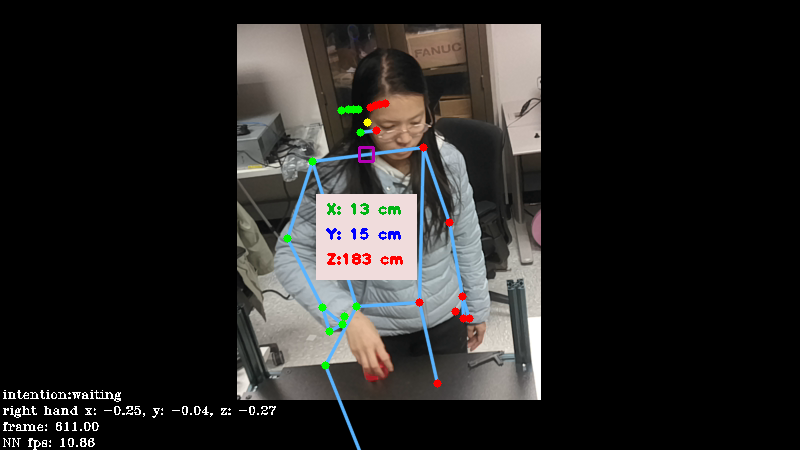 FANUC
X: 13 cm
Y: 15 cm
Z:183 cm
intention:waiting
right hand x: -0.25, y: -0.04, z: -0.27
frame: 611.00
NN fps: 10.86